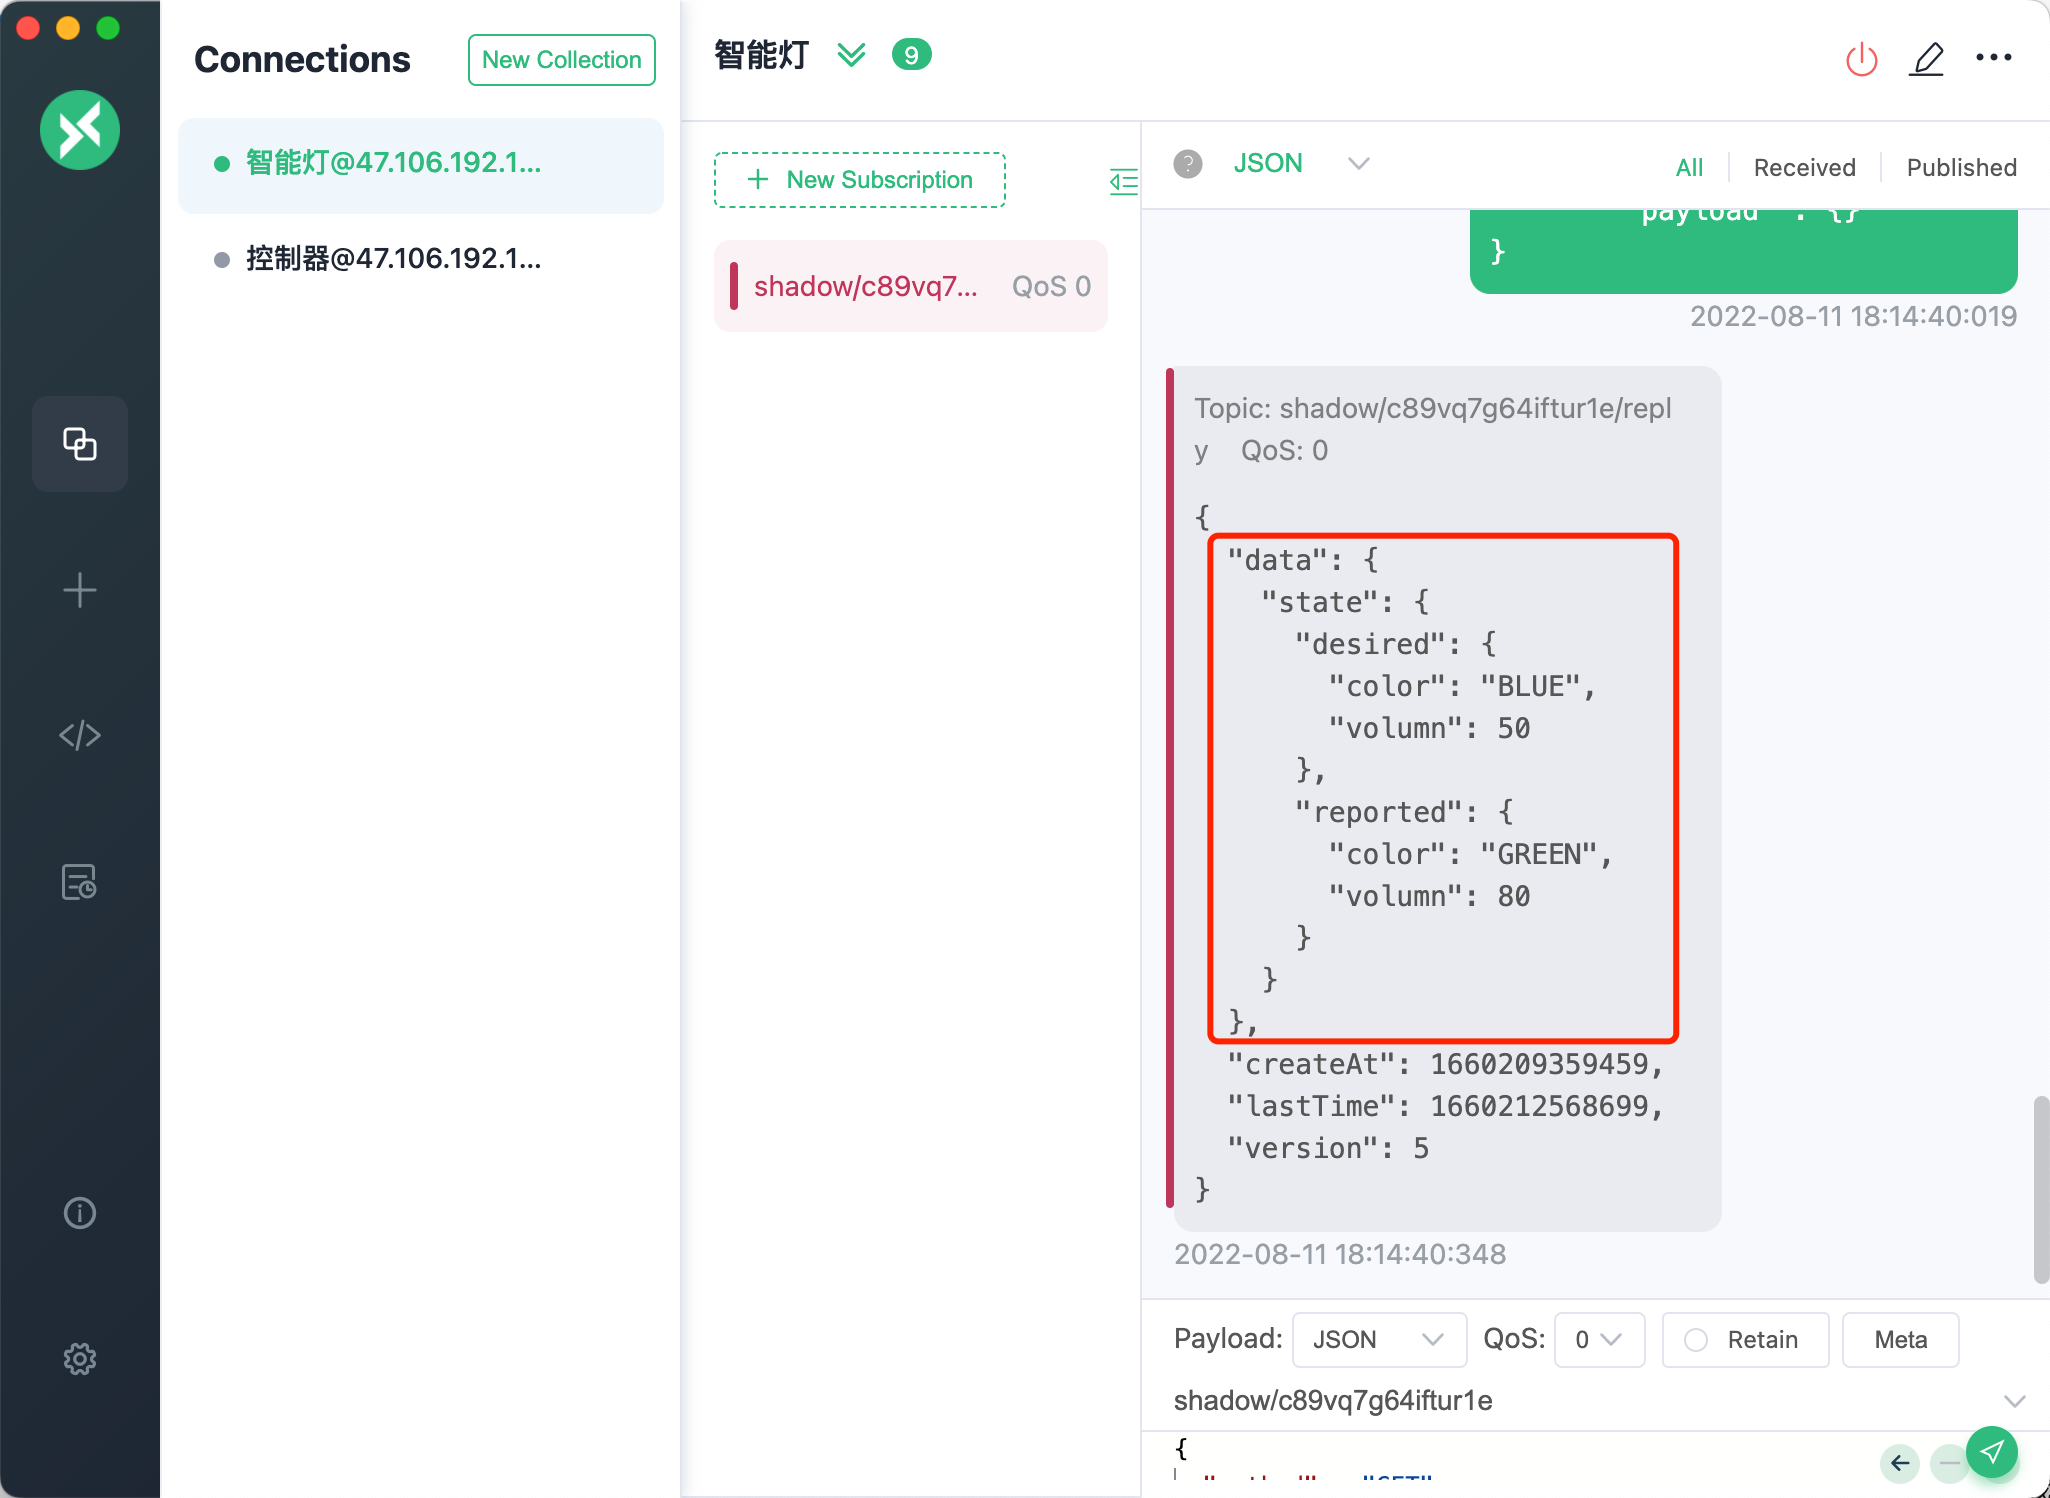 Connections
New Collection
智能灯@47.106.192.1...
控制器@47.106.192.1...
智能灯
9
New Subscription
shadow/c89vq7...
QoS 0
?
JSON
All
Received
Published
payload" : {}
}
2022-08-11 18:14:40:019
Topic: shadow/c89vq7g64iftur1e/repl
y QoS: 0
{
"data": {
"state": {
"desired": {
"color": "BLUE",
"volumn": 50
},
"reported": {
"color": "GREEN",
"volumn": 80
}
}
},
"createAt": 1660209359459,
"lastTime": 1660212568699,
"version": 5
}
2022-08-11 18:14:40:348
Payload:
JSON
QoS:
0
Retain
Meta
shadow/c89vq7g64iftur1e
{